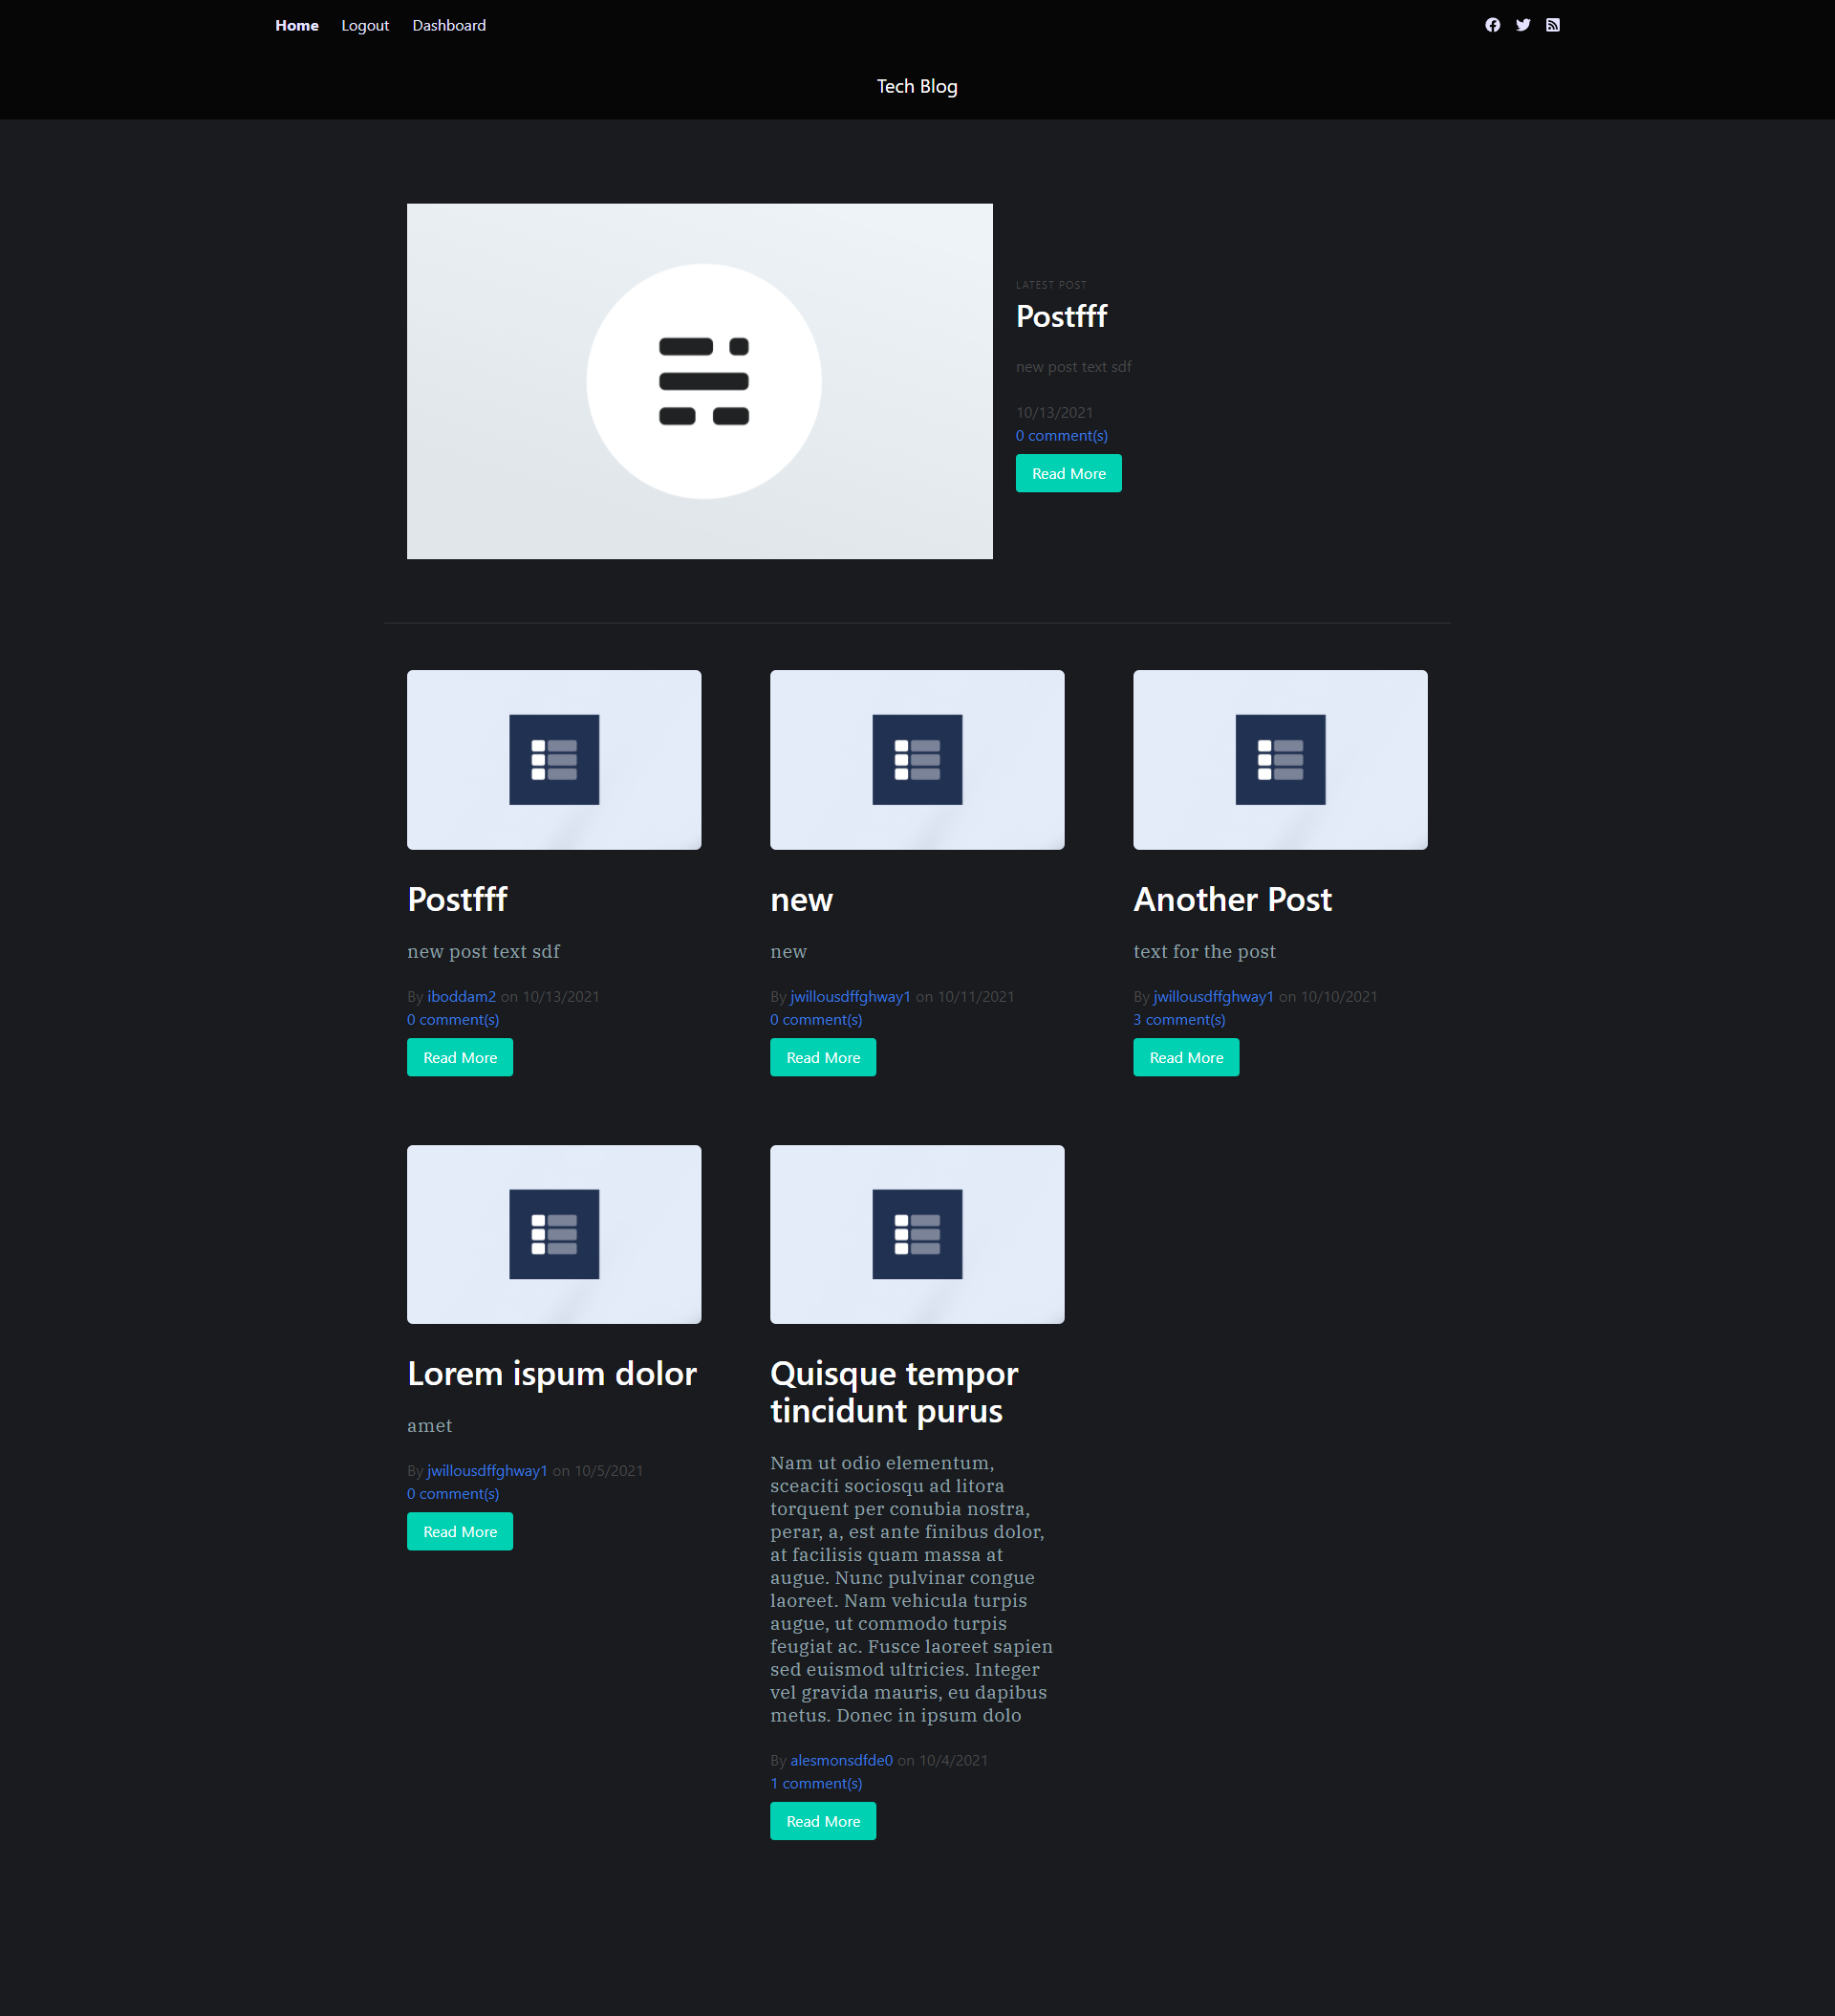 Home Logout Dashboard
Tech Blog
LATEST POST
Postfff
new post text sdf
10/13/2021
0 comment(s)
Read More
Postfff
new post text sdf
By iboddam2 on 10/13/2021
0 comment(s)
Read More
new
new
By jwillousdffghway1 on 10/11/2021
0 comment(s)
Read More
Another Post
text for the post
By jwillousdffghway1 on 10/10/2021
3 comment(s)
Read More
Lorem ispum dolor
amet
By jwillousdffghway1 on 10/5/2021
0 comment(s)
Read More
Quisque tempor
tincidunt purus
Nam ut odio elementum,
sceaciti sociosqu ad litora
torquent per conubia nostra,
perar, a, est ante finibus dolor,
at facilisis quam massa at
augue. Nunc pulvinar congue
laoreet. Nam vehicula turpis
augue, ut commodo turpis
feugiat ac. Fusce laoreet sapien
sed euismod ultricies. Integer
vel gravida mauris, eu dapibus
metus. Donec in ipsum dolo
By alesmonsdfde0 on 10/4/2021
1 comment(s)
Read More